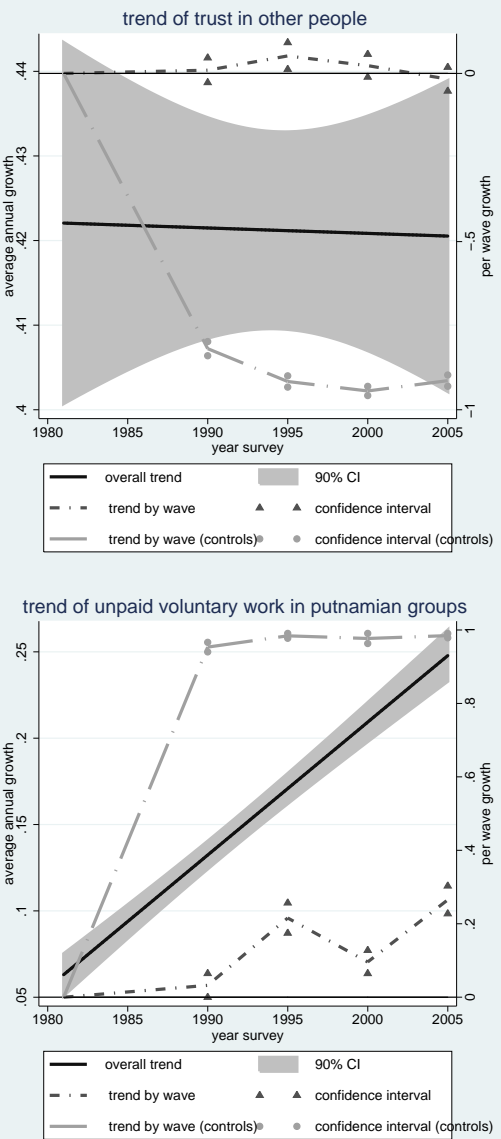 trend of trust in other people
average annual growth
.44
.43
.42
.41
.4
0
-.5
-1
per wave growth
1980 1985 1990 1995 2000 2005
year survey
overall trend 90% CI
trend by wave confidence interval
trend by wave (controls) confidence interval (controls)
trend of unpaid voluntary work in putnamian groups
average annual growth
.25
.2
.15
.1
.05
1
.8
.6
.4
.2
0
per wave growth
1980 1985 1990 1995 2000 2005
year survey
overall trend 90% CI
trend by wave confidence interval
trend by wave (controls) confidence interval (controls)